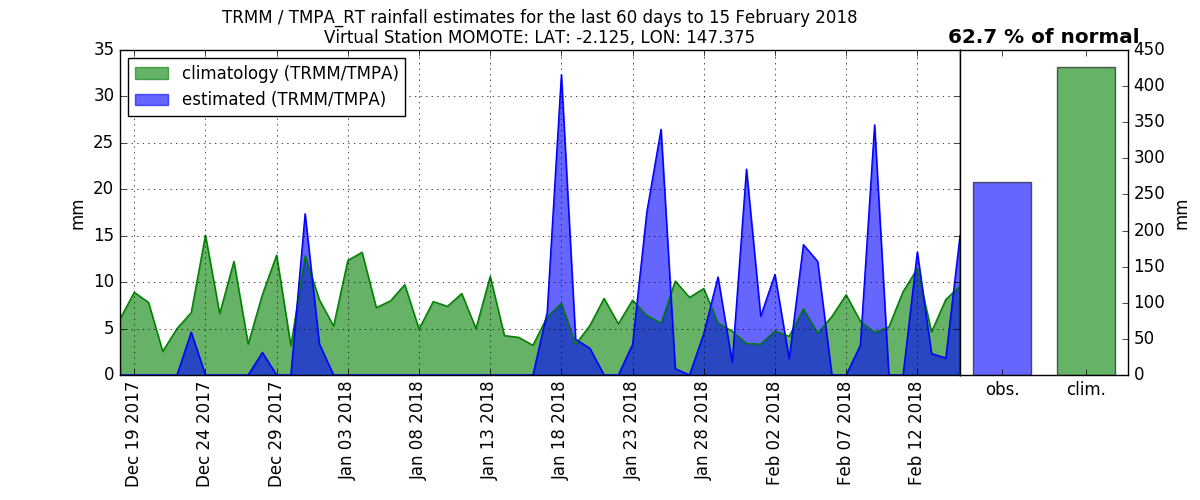 TRMM / TMPA_RT rainfall estimates for the last 60 days to 15 February 2018
Virtual Station MOMOTE: LAT: -2.125, LON: 147.375
62.7 % of normal
climatology (TRMM/TMPA)
estimated (TRMM/TMPA)
35
30
25
20
15
10
5
0
mm
450
400
350
300
250
200
150
100
50
0
mm
Dec 19 2017
Dec 24 2017
Dec 29 2017
Jan 03 2018
Jan 08 2018
Jan 13 2018
Jan 18 2018
Jan 23 2018
Jan 28 2018
Feb 02 2018
Feb 07 2018
Feb 12 2018
obs.
clim.